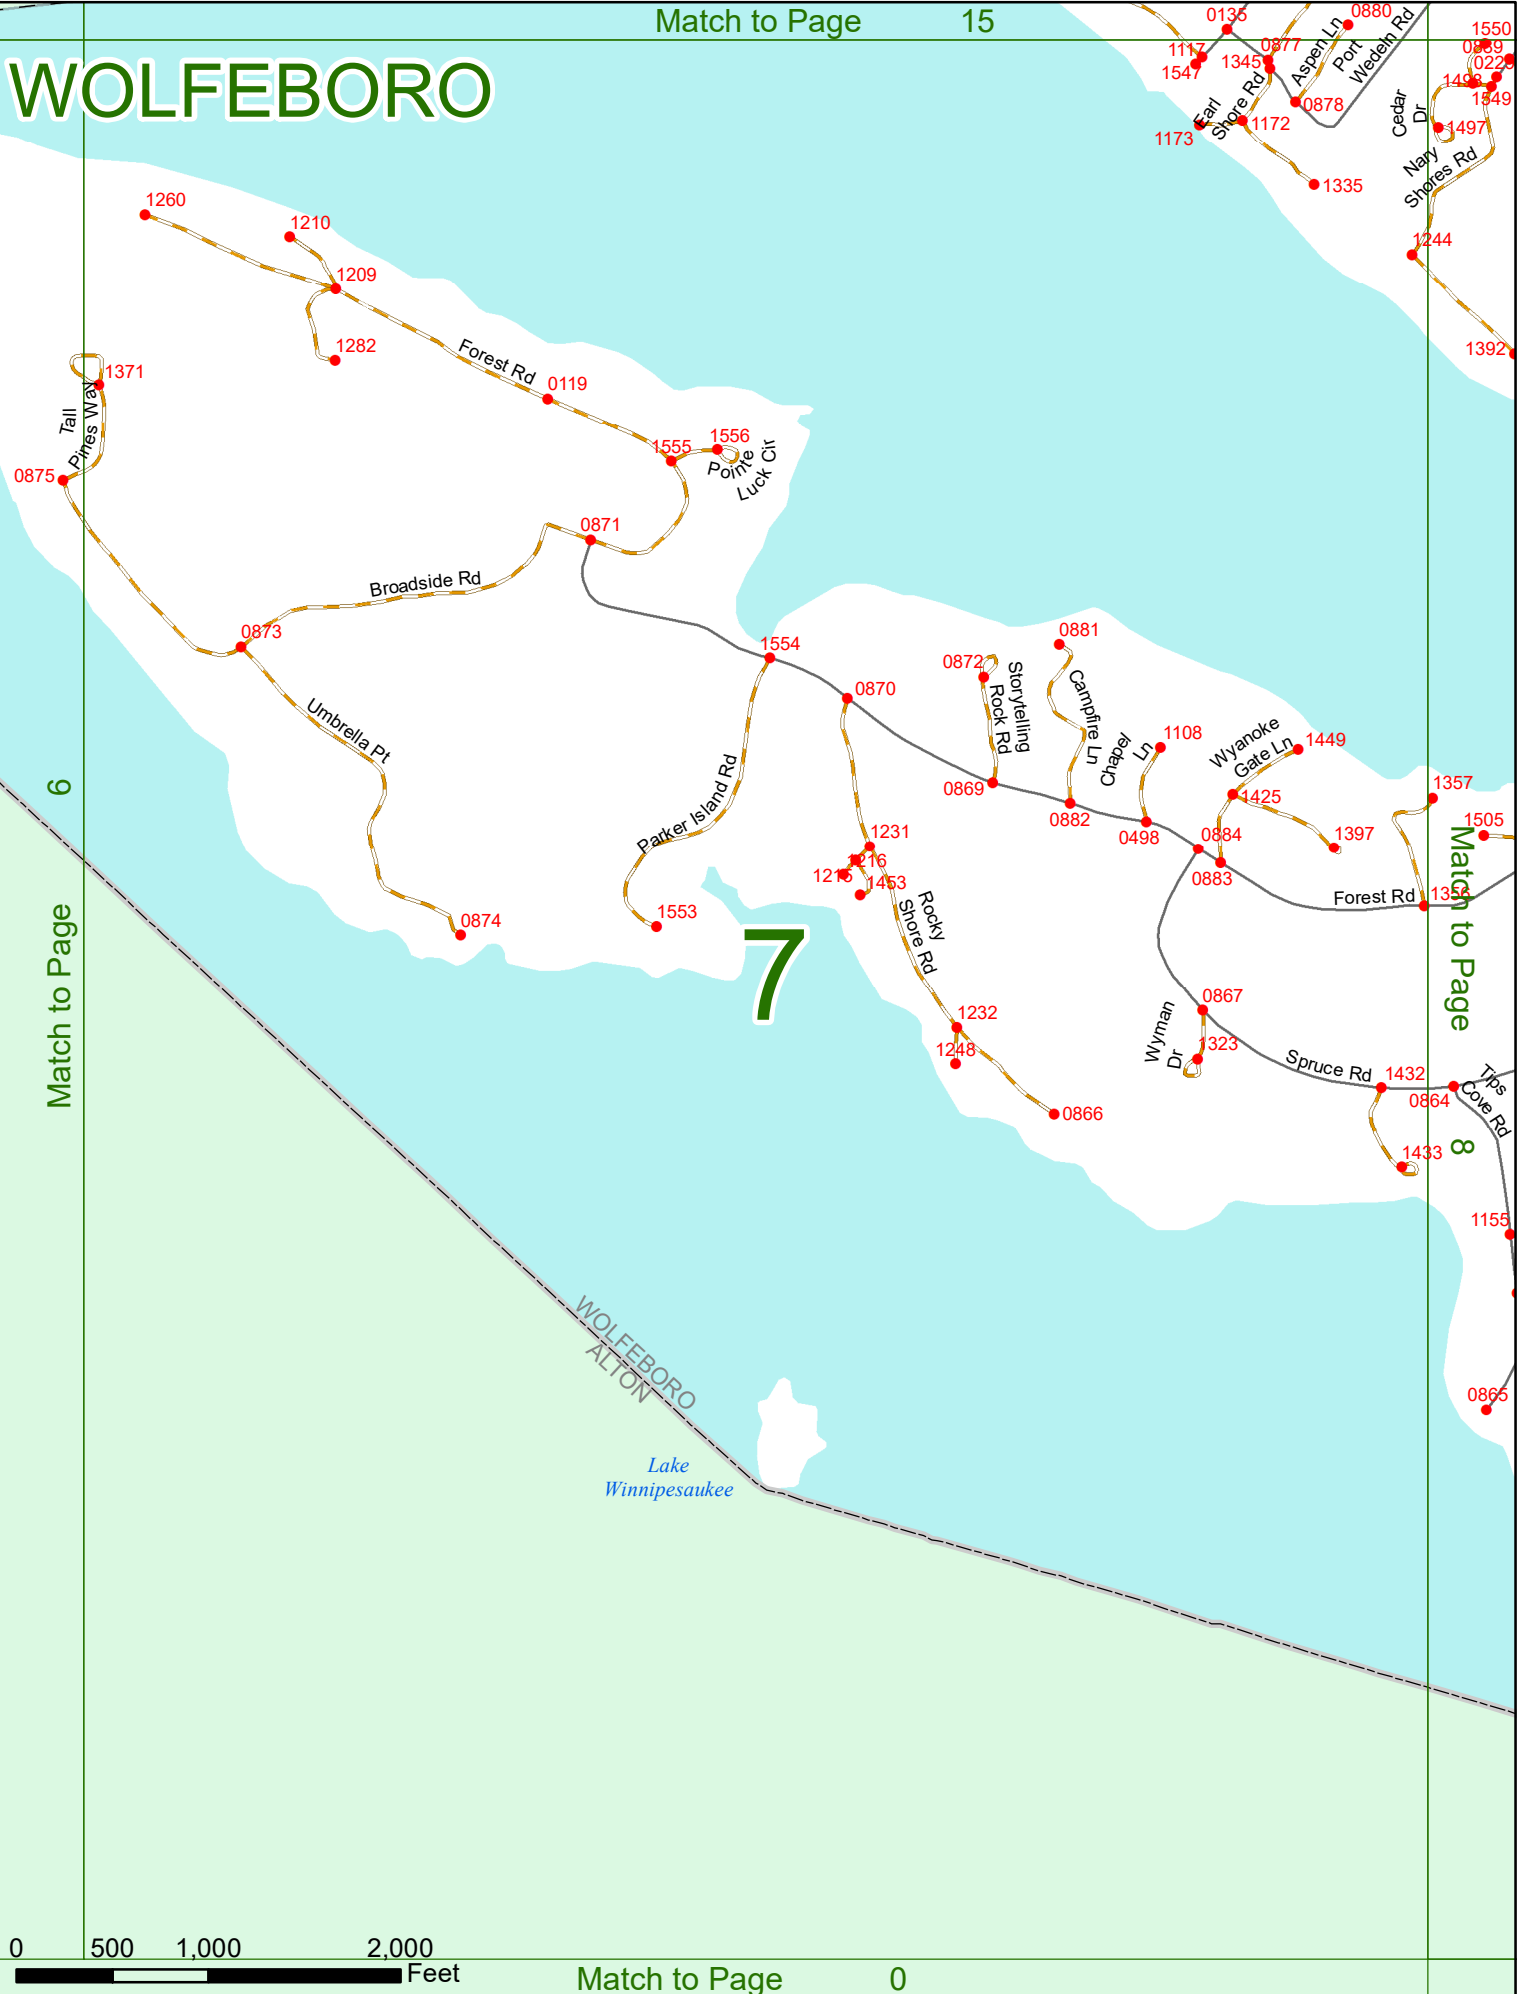 Match to Page 15
WOLFEBORO
0135
0880
1550
0877
1117
1345
1547
Aspen Ln
Port
Wedeln Rd
0878
1493
1549
Cedar
Dr
1497
Earl
Shore Rd
1172
1173
1335
Nary
Shores Rd
1244
1392
1260
1210
1209
1282
Forest Rd
0119
1371
Tall
Pines Way
0875
1555
1556
Pointe
Luck Cir
0871
Broadside Rd
0873
Umbrella Pt
0874
1554
0870
Parker Island Rd
1553
0872
Storytelling
Rock Rd
0869
0881
Campfire Ln
0882
Chapel
Ln
1108
0498
Wyanoke
Gate Ln
1449
1425
1397
0884
0883
1357
1505
Forest Rd
1356
1231
1216
1215
1453
Rocky
Shore Rd
1232
1248
0866
0867
Wyman
Dr
1323
Spruce Rd
1432
0864
Tips
Cove Rd
1433
1155
0865
Match to Page 6
7
Match to Page 8
WOLFEBORO
ALTON
Lake
Winnipesaukee
0 500 1,000 2,000
Feet
Match to Page 0